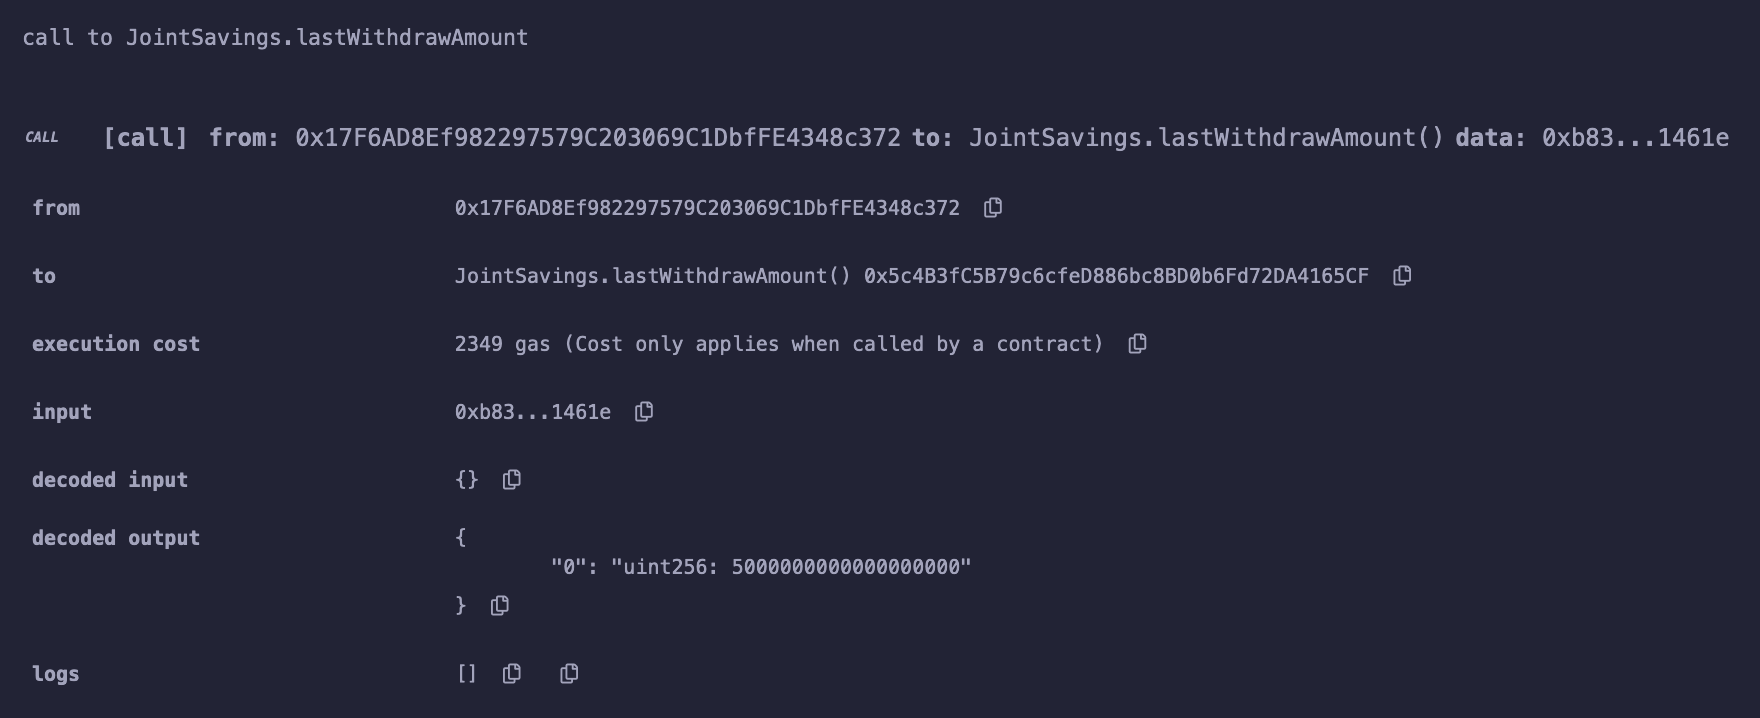 call to JointSavings.lastWithdrawAmount
CALL [call] from: 0x17F6AD8Ef982297579C203069C1DbfFE4348c372 to: JointSavings.lastWithdrawAmount() data: 0xb83...1461e
from 0x17F6AD8Ef982297579C203069C1DbfFE4348c372
to JointSavings.lastWithdrawAmount() 0x5c4B3fC5B79c6cfeD886bc8BD0b6Fd72DA4165CF
execution cost 2349 gas (Cost only applies when called by a contract)
input 0xb83...1461e
decoded input {}
decoded output {
"0": "uint256: 5000000000000000000"
}
logs []